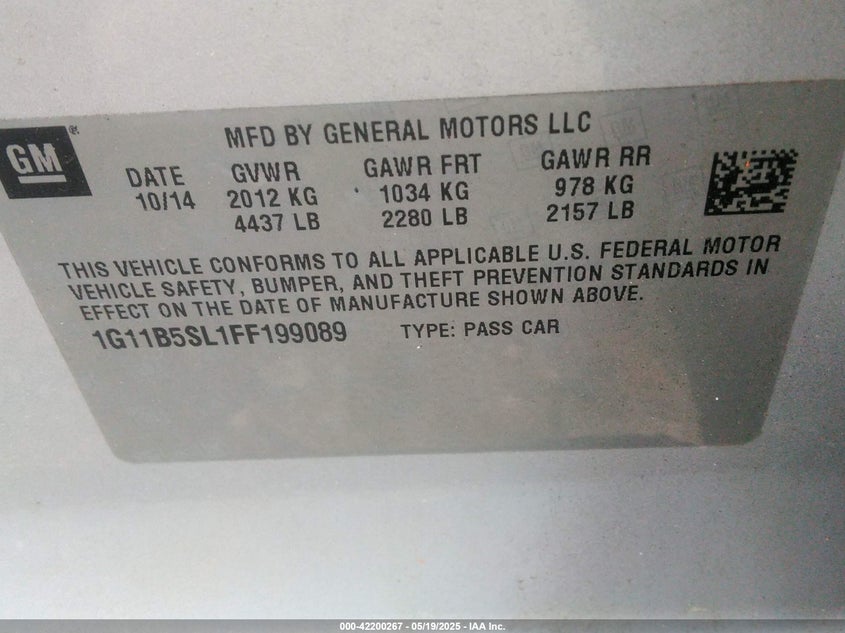 GM
MFD BY GENERAL MOTORS LLC
DATE GVWR GAWR FRT GAWR RR
10/14 2012 KG 1034 KG 978 KG
4437 LB 2280 LB 2157 LB
THIS VEHICLE CONFORMS TO ALL APPLICABLE U.S. FEDERAL MOTOR
VEHICLE SAFETY, BUMPER, AND THEFT PREVENTION STANDARDS IN
EFFECT ON THE DATE OF MANUFACTURE SHOWN ABOVE.
1G11B5SL1FF199089 TYPE: PASS CAR
000-42200267 - 05/19/2025 - IAA Inc.